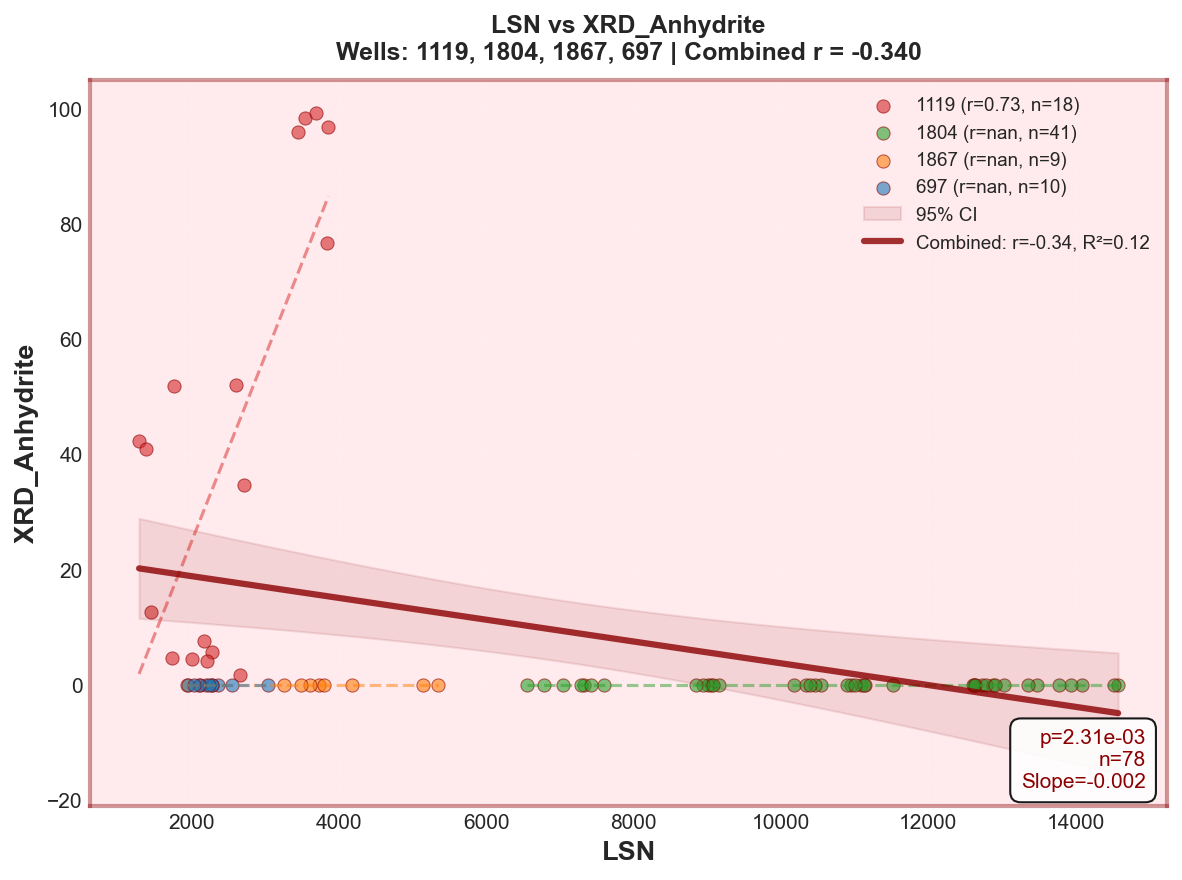 LSN vs XRD_Anhydrite
Wells: 1119, 1804, 1867, 697 | Combined r = -0.340
1119 (r=0.73, n=18)
1804 (r=nan, n=41)
1867 (r=nan, n=9)
697 (r=nan, n=10)
95% CI
Combined: r=-0.34, R²=0.12
XRD_Anhydrite
100
80
60
40
20
0
−20
p=2.31e-03
n=78
Slope=-0.002
2000
4000
6000
8000
10000
12000
14000
LSN